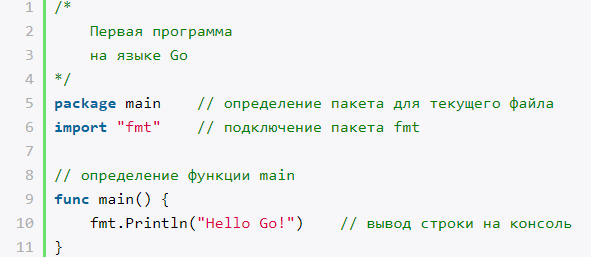 1 /*
2     Первая программа
3     на языке Go
4 */
5 package main    // определение пакета для текущего файла
6 import "fmt"    // подключение пакета fmt
7
8 // определение функции main
9 func main() {
10     fmt.Println("Hello Go!")    // вывод строки на консоль
11 }